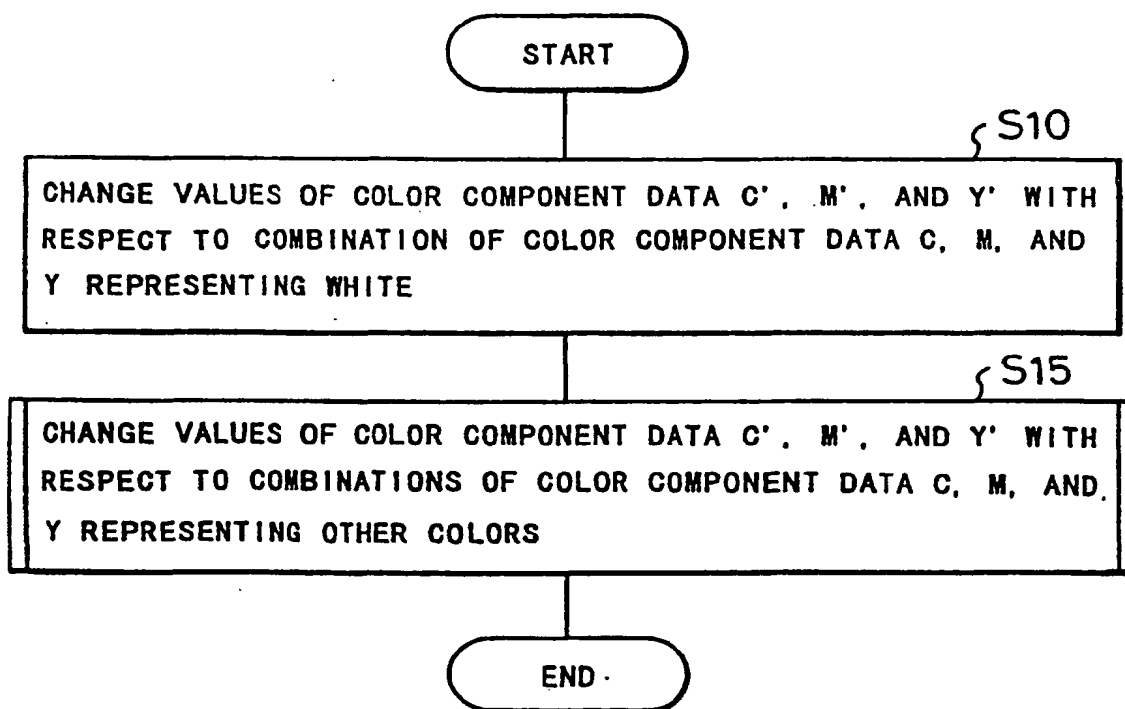 START
S10
CHANGE VALUES OF COLOR COMPONENT DATA C', M', AND Y' WITH
RESPECT TO COMBINATION OF COLOR COMPONENT DATA C, M, AND
Y REPRESENTING WHITE
S15
CHANGE VALUES OF COLOR COMPONENT DATA C', M', AND Y' WITH
RESPECT TO COMBINATIONS OF COLOR COMPONENT DATA C, M, AND
Y REPRESENTING OTHER COLORS
END